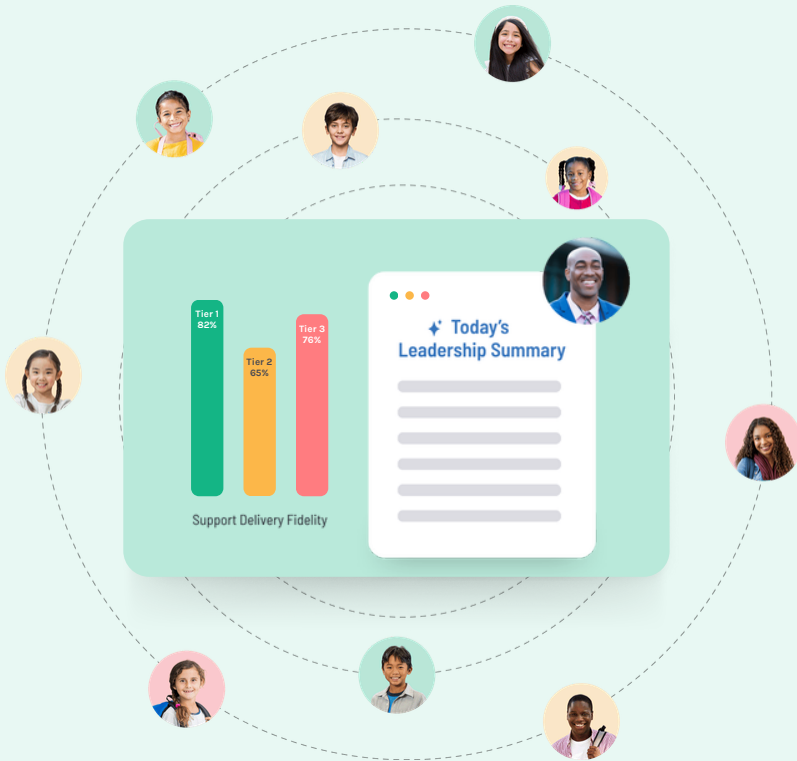 Tier 1
82%
Tier 2
65%
Tier 3
76%
Support Delivery Fidelity
Today's
Leadership Summary